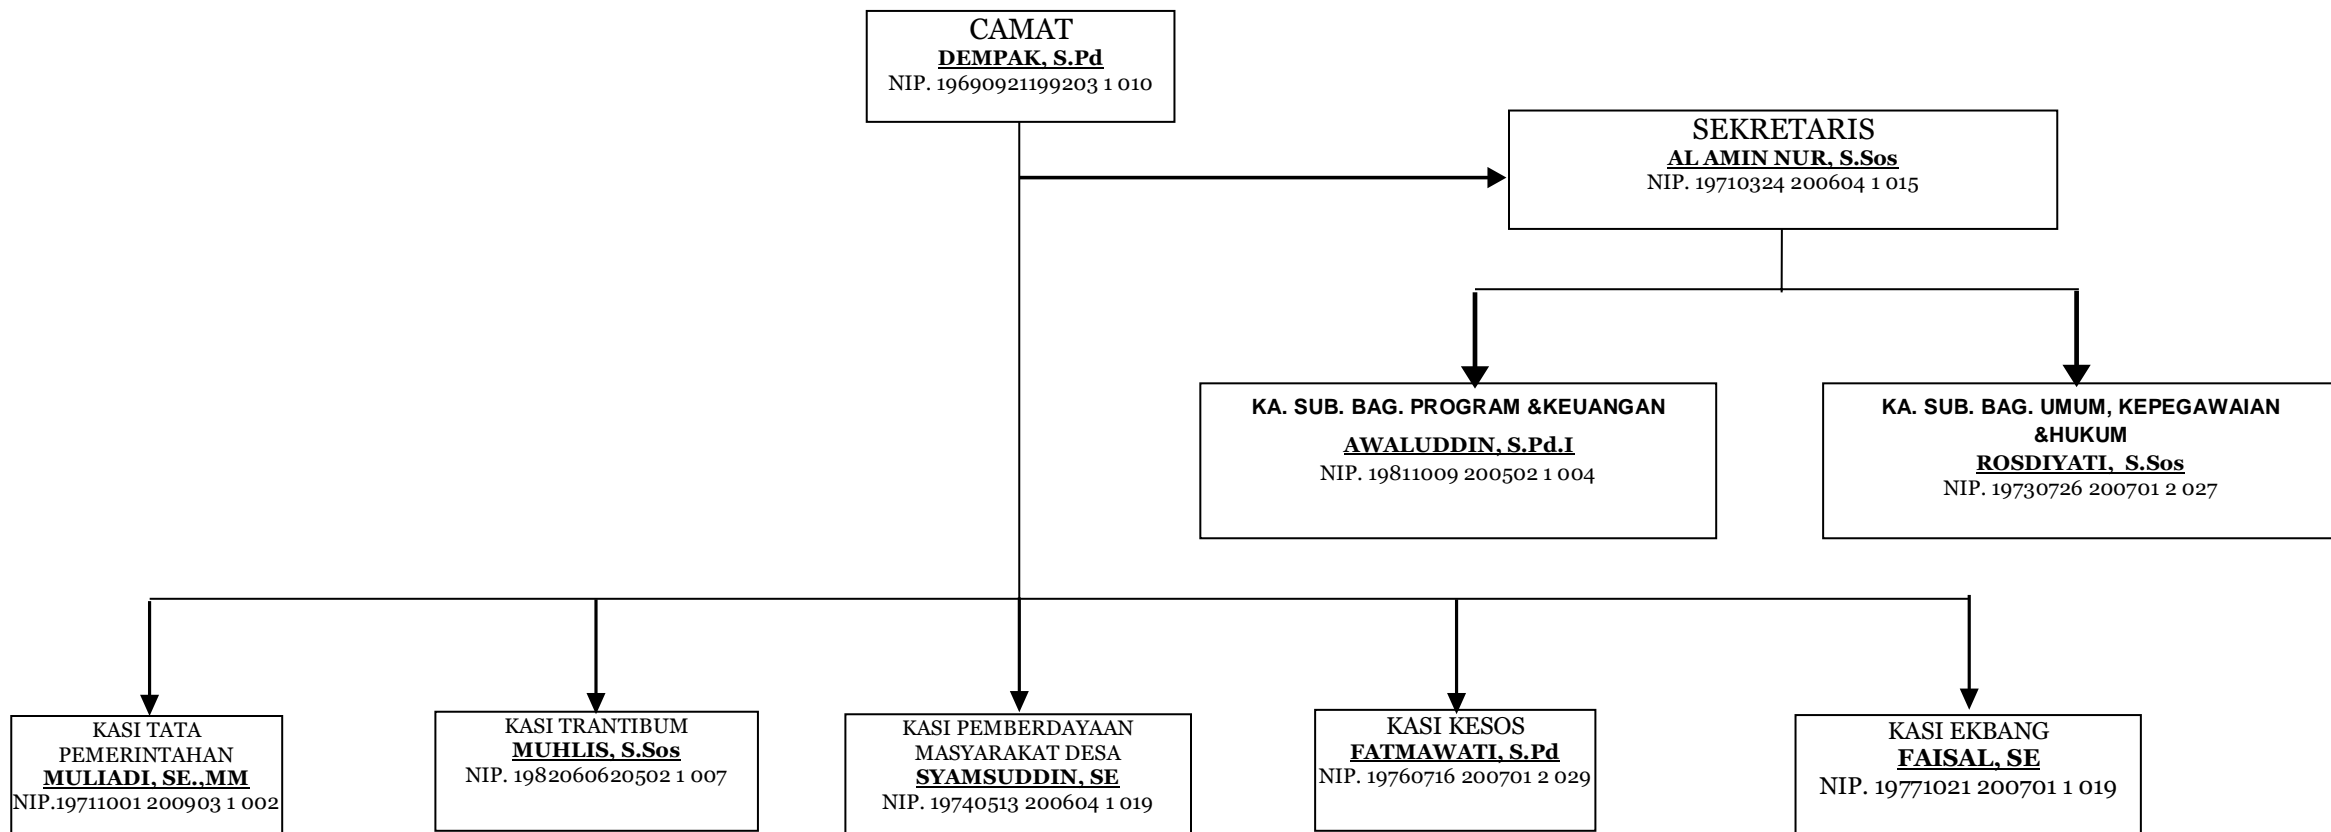 CAMAT
DEMPAK, S.Pd
NIP. 19690921199203 1 010
SEKRETARIS
AL AMIN NUR, S.Sos
NIP. 19710324 200604 1 015
KA. SUB. BAG. PROGRAM &KEUANGAN
AWALUDDIN, S.Pd.I
NIP. 19811009 200502 1 004
KA. SUB. BAG. UMUM, KEPEGAWAIAN
&HUKUM
ROSDIYATI, S.Sos
NIP. 19730726 200701 2 027
KASI TATA
PEMERINTAHAN
MULIADI, SE.,MM
NIP.19711001 200903 1 002
KASI TRANTIBUM
MUHLIS, S.Sos
NIP. 1982060620502 1 007
KASI PEMBERDAYAAN
MASYARAKAT DESA
SYAMSUDDIN, SE
NIP. 19740513 200604 1 019
KASI KESOS
FATMAWATI, S.Pd
NIP. 19760716 200701 2 029
KASI EKBANG
FAISAL, SE
NIP. 19771021 200701 1 019